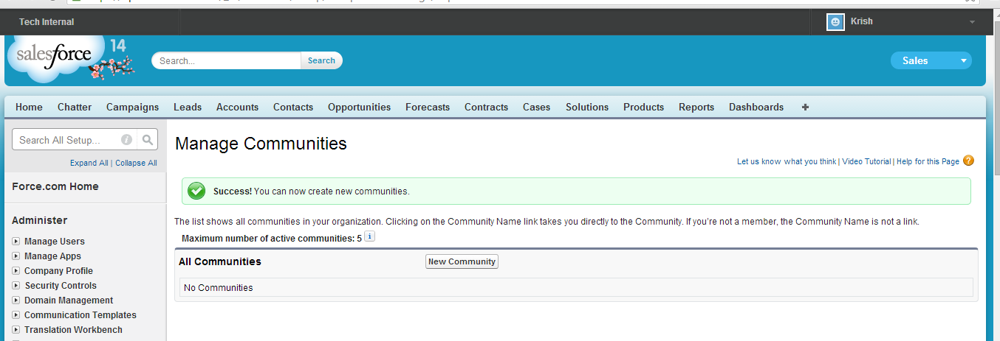 Tech Internal
Krish
salesforce
14
Search...
Search
Sales
Home Chatter Campaigns Leads Accounts Contacts Opportunities Forecasts Contracts Cases Solutions Products Reports Dashboards +
Search All Setup...
Expand All | Collapse All
Force.com Home
Administer
Manage Users
Manage Apps
Company Profile
Security Controls
Domain Management
Communication Templates
Translation Workbench
Manage Communities
Let us know what you think | Video Tutorial | Help for this Page ?
Success! You can now create new communities.
The list shows all communities in your organization. Clicking on the Community Name link takes you directly to the Community. If you're not a member, the Community Name is not a link.
Maximum number of active communities: 5 i
All Communities
New Community
No Communities